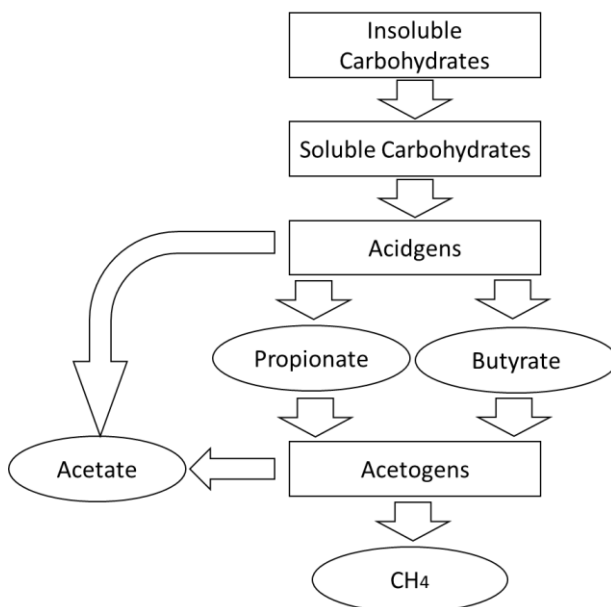 Insoluble
Carbohydrates
Soluble Carbohydrates
Acidgens
Propionate
Butyrate
Acetate
Acetogens
CH4